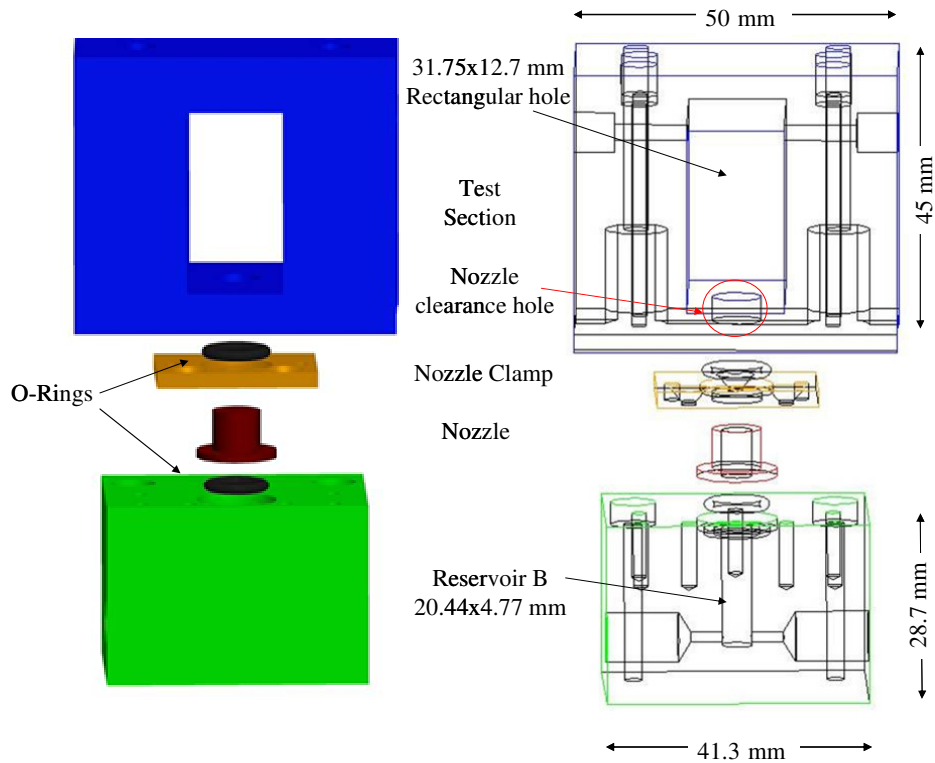 50 mm
31.75x12.7 mm
Rectangular hole
45 mm
Test
Section
Nozzle
clearance hole
Nozzle Clamp
O-Rings
Nozzle
Reservoir B
20.44x4.77 mm
28.7 mm
41.3 mm